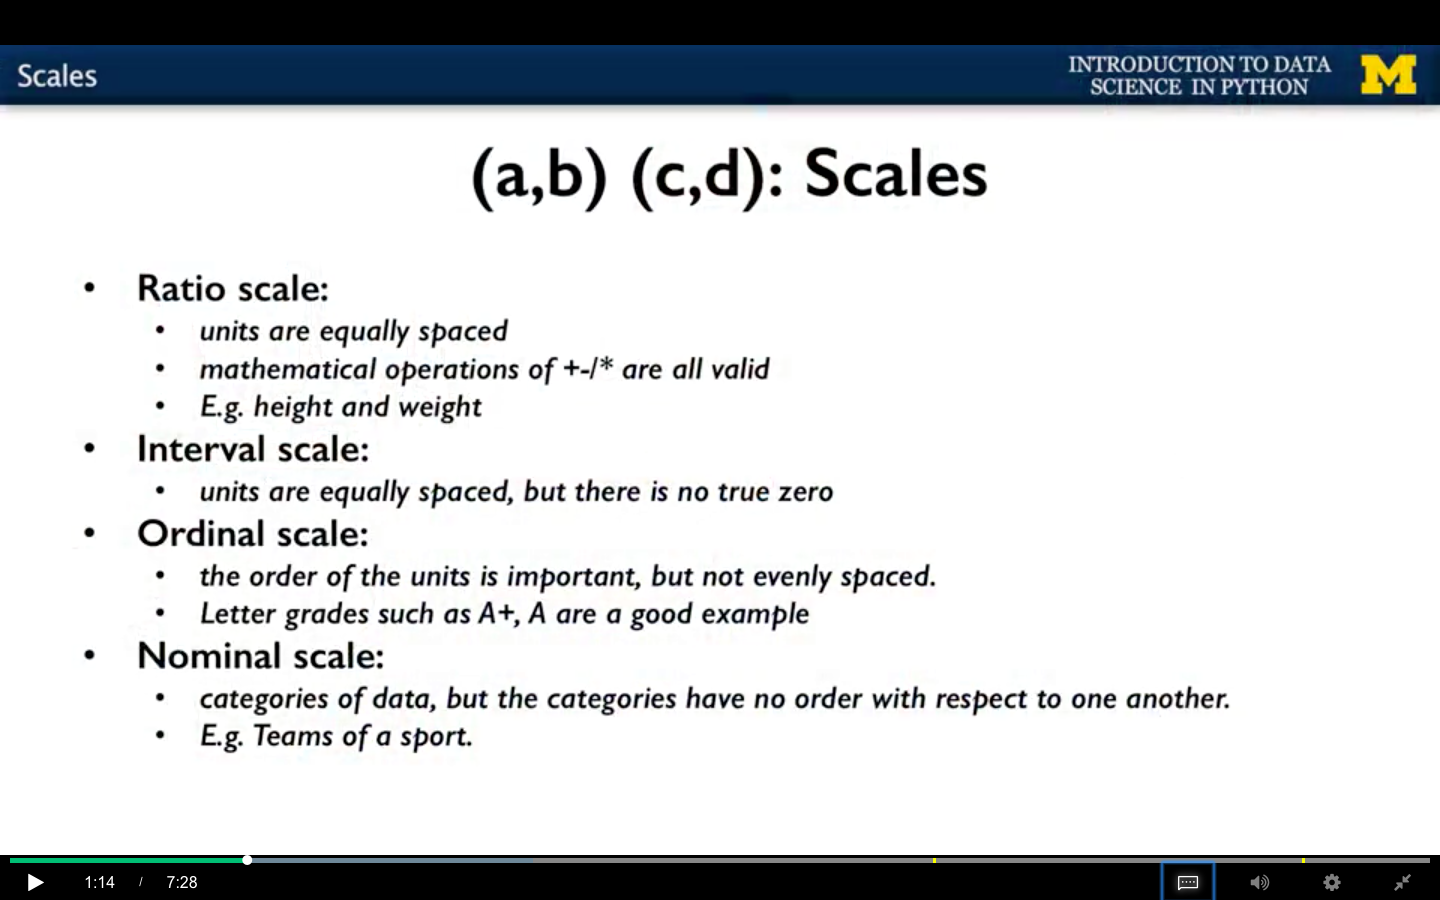 Scales
INTRODUCTION TO DATA
SCIENCE IN PYTHON
M
(a,b) (c,d): Scales
• Ratio scale:
• units are equally spaced
• mathematical operations of +-/* are all valid
• E.g. height and weight
• Interval scale:
• units are equally spaced, but there is no true zero
• Ordinal scale:
• the order of the units is important, but not evenly spaced.
• Letter grades such as A+, A are a good example
• Nominal scale:
• categories of data, but the categories have no order with respect to one another.
• E.g. Teams of a sport.
1:14 / 7:28